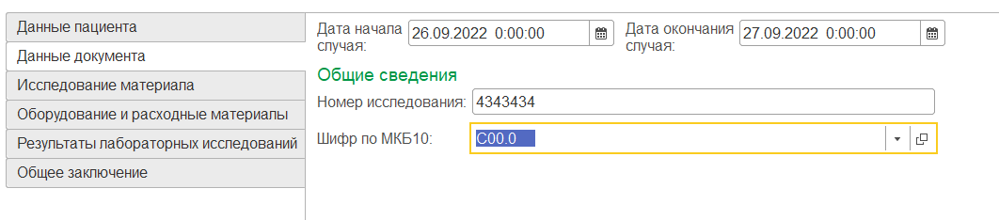 Данные пациента
Данные документа
Исследование материала
Оборудование и расходные материалы
Результаты лабораторных исследований
Общее заключение
Дата начала случая: 26.09.2022 0:00:00 Дата окончания случая: 27.09.2022 0:00:00
Общие сведения
Номер исследования: 4343434
Шифр по МКБ10: C00.0